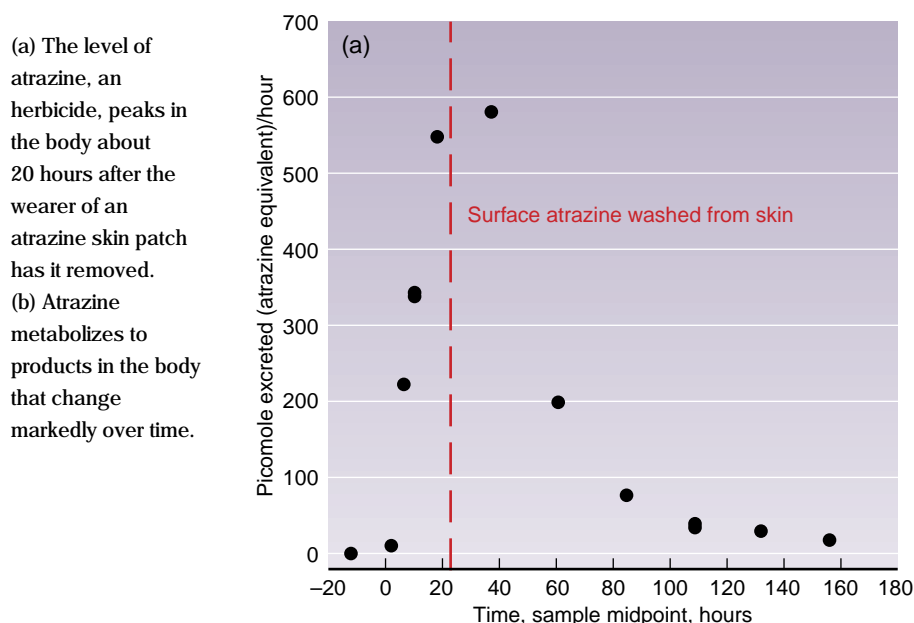 (a) The level of
atrazine, an
herbicide, peaks in
the body about
20 hours after the
wearer of an
atrazine skin patch
has it removed.
(b) Atrazine
metabolizes to
products in the body
that change
markedly over time.
(a)
Picomole excreted (atrazine equivalent)/hour
700
600
500
400
300
200
100
0
Surface atrazine washed from skin
–20 0 20 40 60 80 100 120 140 160 180
Time, sample midpoint, hours